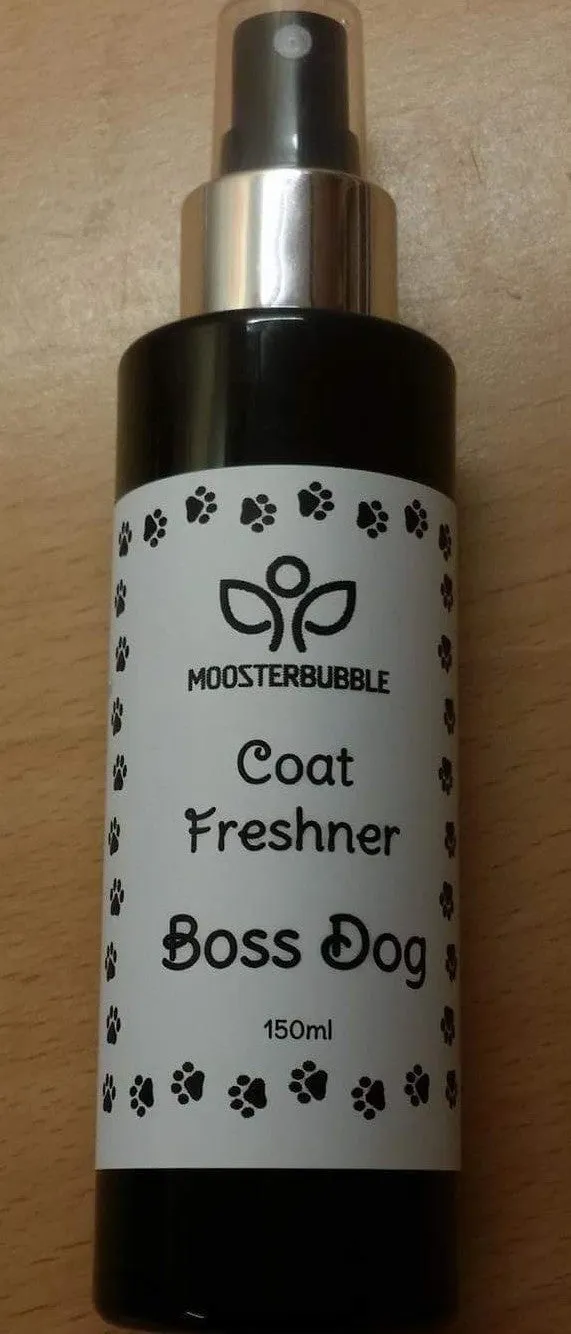 MOOSTERBUBBLE
Coat
Freshner
Boss Dog
150ml